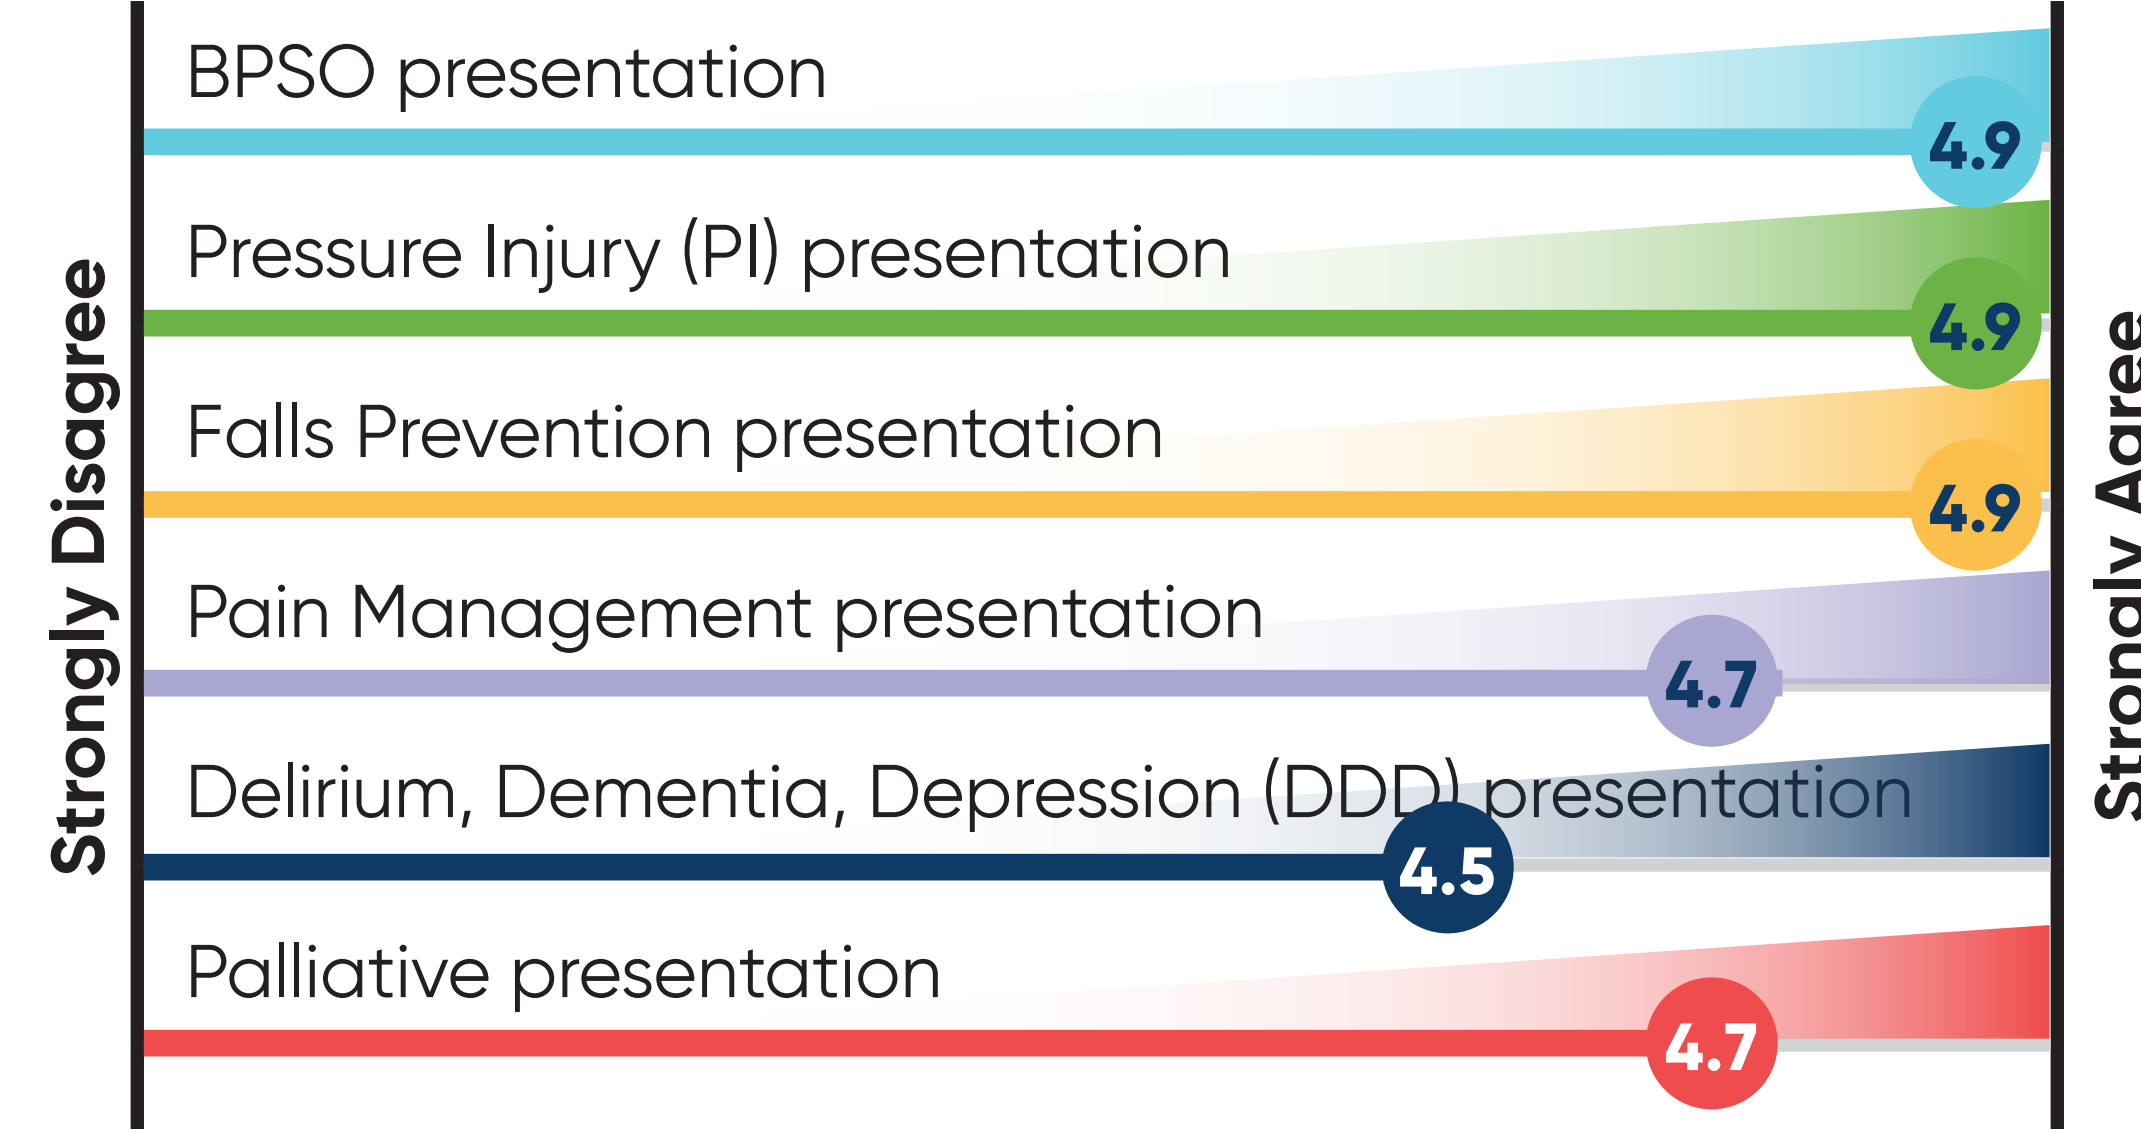 Strongly Disagree
BPSO presentation
4.9
Pressure Injury (PI) presentation
4.9
Falls Prevention presentation
4.9
Pain Management presentation
4.7
Delirium, Dementia, Depression (DDD) presentation
4.5
Palliative presentation
4.7
Strongly Agree